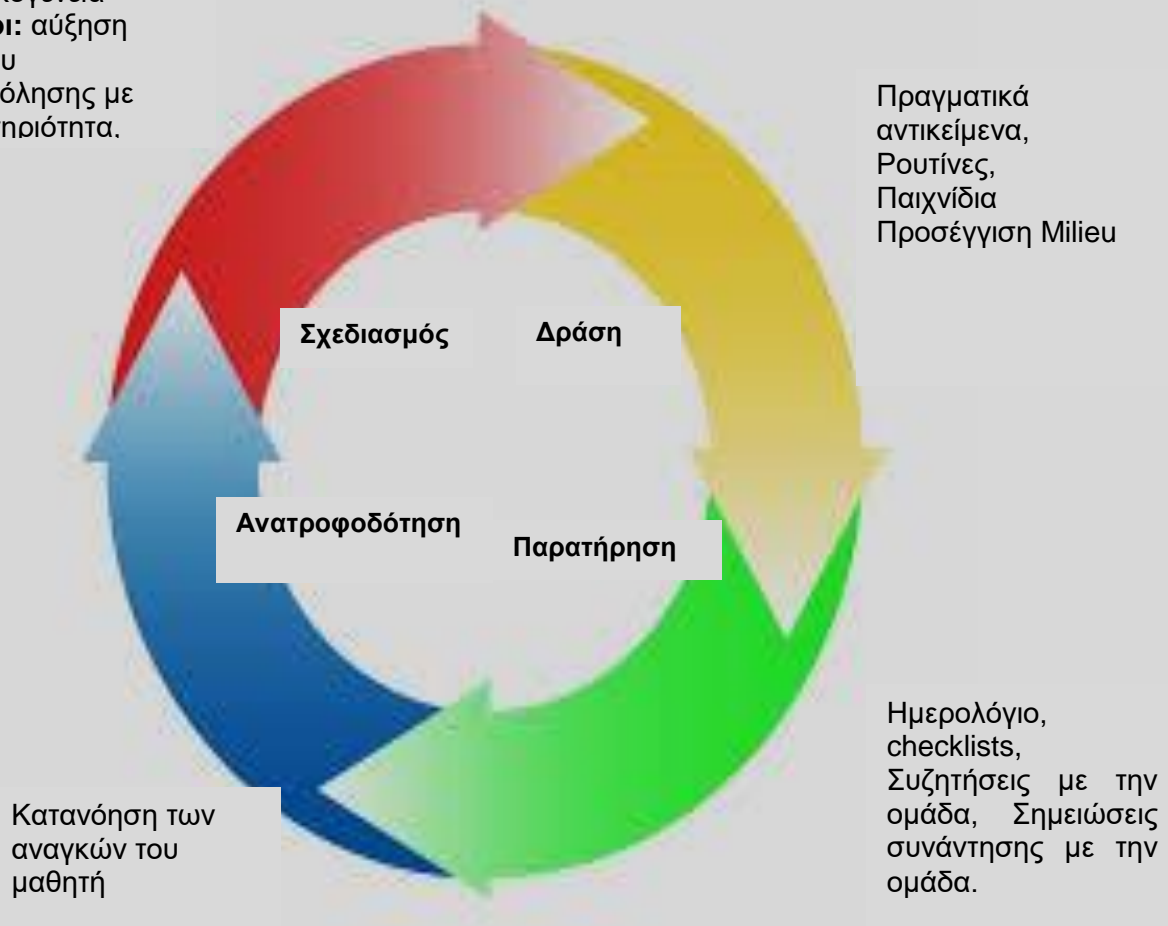 αύξηση
με
Πραγματικά
αντικείμενα,
Ρουτίνες,
Παιχνίδια
Προσέγγιση Milieu
Σχεδιασμός
Δράση
Ανατροφοδότηση
Παρατήρηση
Κατανόηση των
αναγκών του
μαθητή
Ημερολόγιο,
checklists,
Συζητήσεις με την
ομάδα, Σημειώσεις
συνάντησης με την
ομάδα.